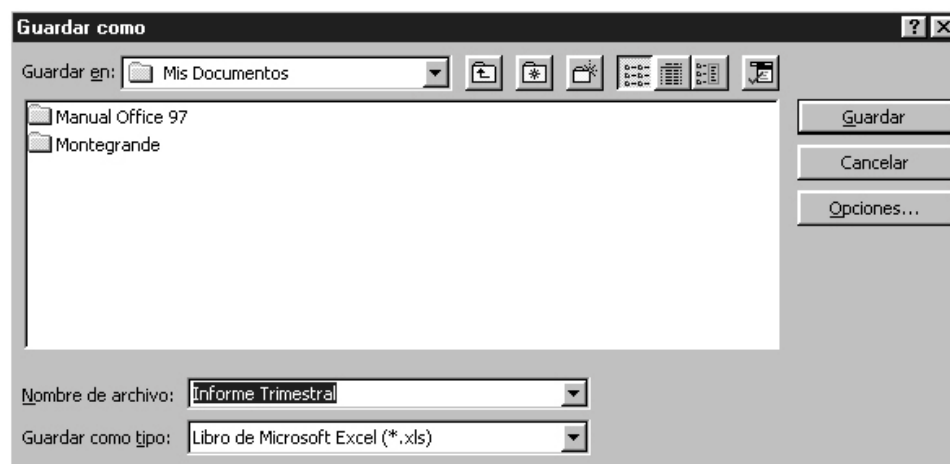 Guardar como
Guardar en: Mis Documentos
Manual Office 97
Montegrande
Guardar
Cancelar
Opciones...
Nombre de archivo: Informe Trimestral
Guardar como tipo: Libro de Microsoft Excel (*.xls)